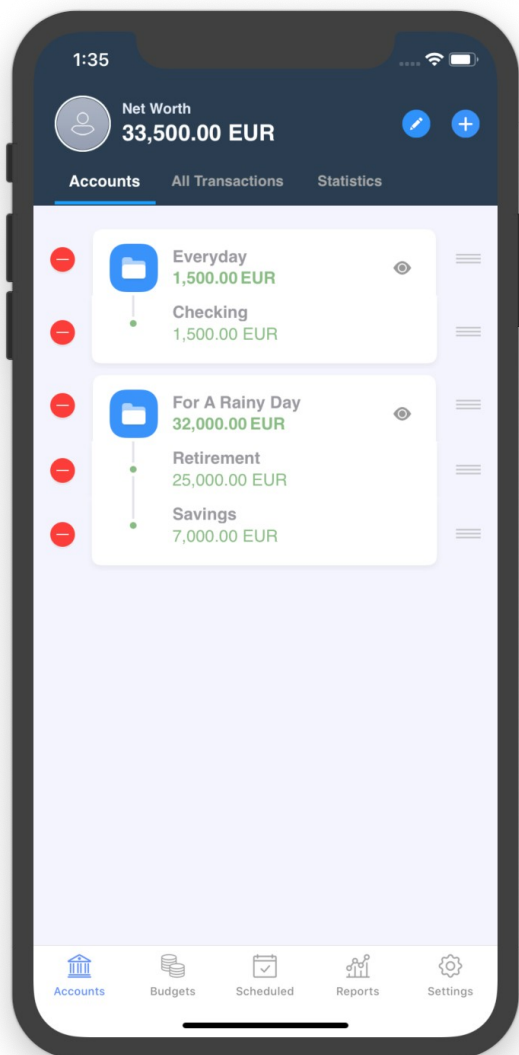 1:35
Net Worth
33,500.00 EUR
Accounts All Transactions Statistics
Everyday
1,500.00 EUR
Checking
1,500.00 EUR
For A Rainy Day
32,000.00 EUR
Retirement
25,000.00 EUR
Savings
7,000.00 EUR
Accounts Budgets Scheduled Reports Settings